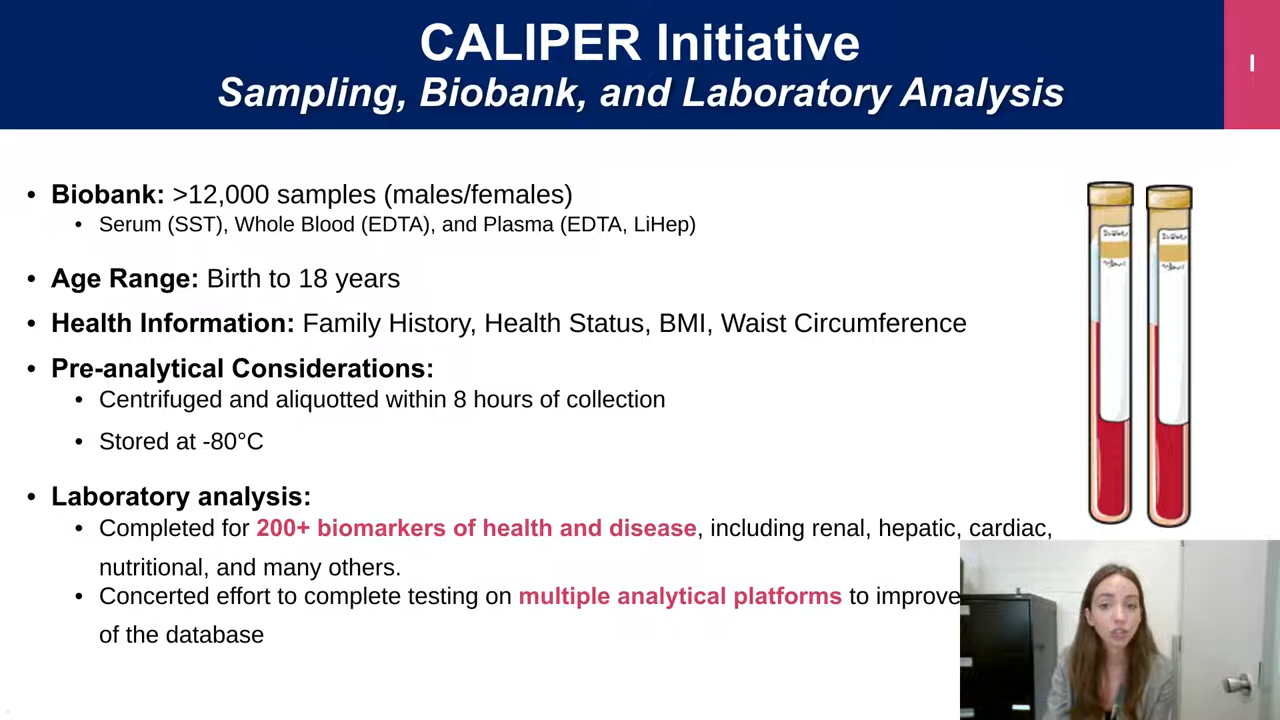 CALIPER Initiative
Sampling, Biobank, and Laboratory Analysis
• Biobank: >12,000 samples (males/females)
• Serum (SST), Whole Blood (EDTA), and Plasma (EDTA, LiHep)
• Age Range: Birth to 18 years
• Health Information: Family History, Health Status, BMI, Waist Circumference
• Pre-analytical Considerations:
• Centrifuged and aliquotted within 8 hours of collection
• Stored at -80°C
• Laboratory analysis:
• Completed for 200+ biomarkers of health and disease, including renal, hepatic, cardiac,
nutritional, and many others.
• Concerted effort to complete testing on multiple analytical platforms to improve
of the database